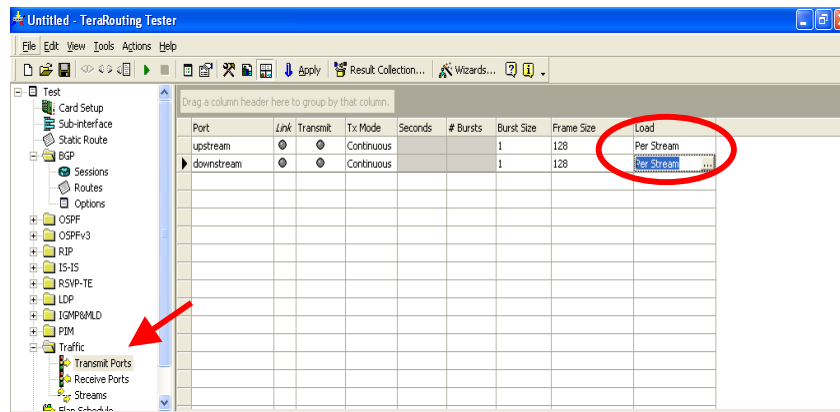 Untitled - TeraRouting Tester
File Edit View Tools Actions Help
Apply Result Collection... Wizards...
Test
Card Setup
Sub-interface
Static Route
BGP
Sessions
Routes
Options
OSPF
OSPFv3
RIP
IS-IS
RSVP-TE
LDP
IGMP&MLD
PIM
Traffic
Transmit Ports
Receive Ports
Streams
Flap Schedule
Drag a column header here to group by that column.
Port Link Transmit Tx Mode Seconds # Bursts Burst Size Frame Size Load
upstream Continuous 1 128 Per Stream
downstream Continuous 1 128 Per Stream ...